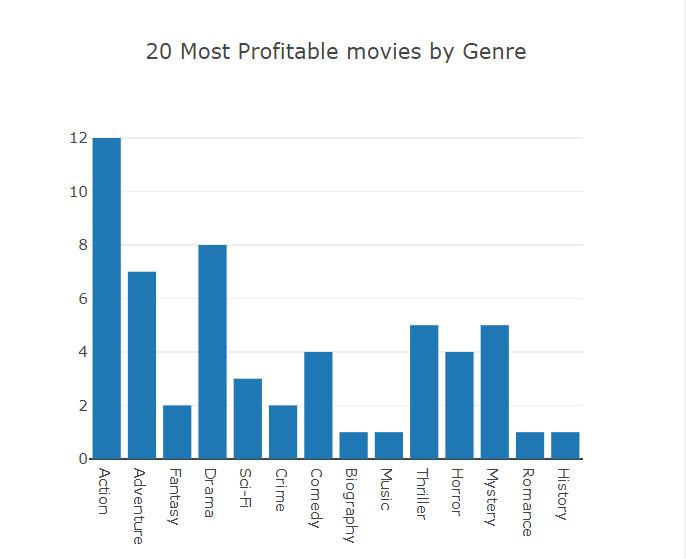 20 Most Profitable movies by Genre
12
10
8
6
4
2
0
Action
Adventure
Fantasy
Drama
Sci-Fi
Crime
Comedy
Biography
Music
Thriller
Horror
Mystery
Romance
History